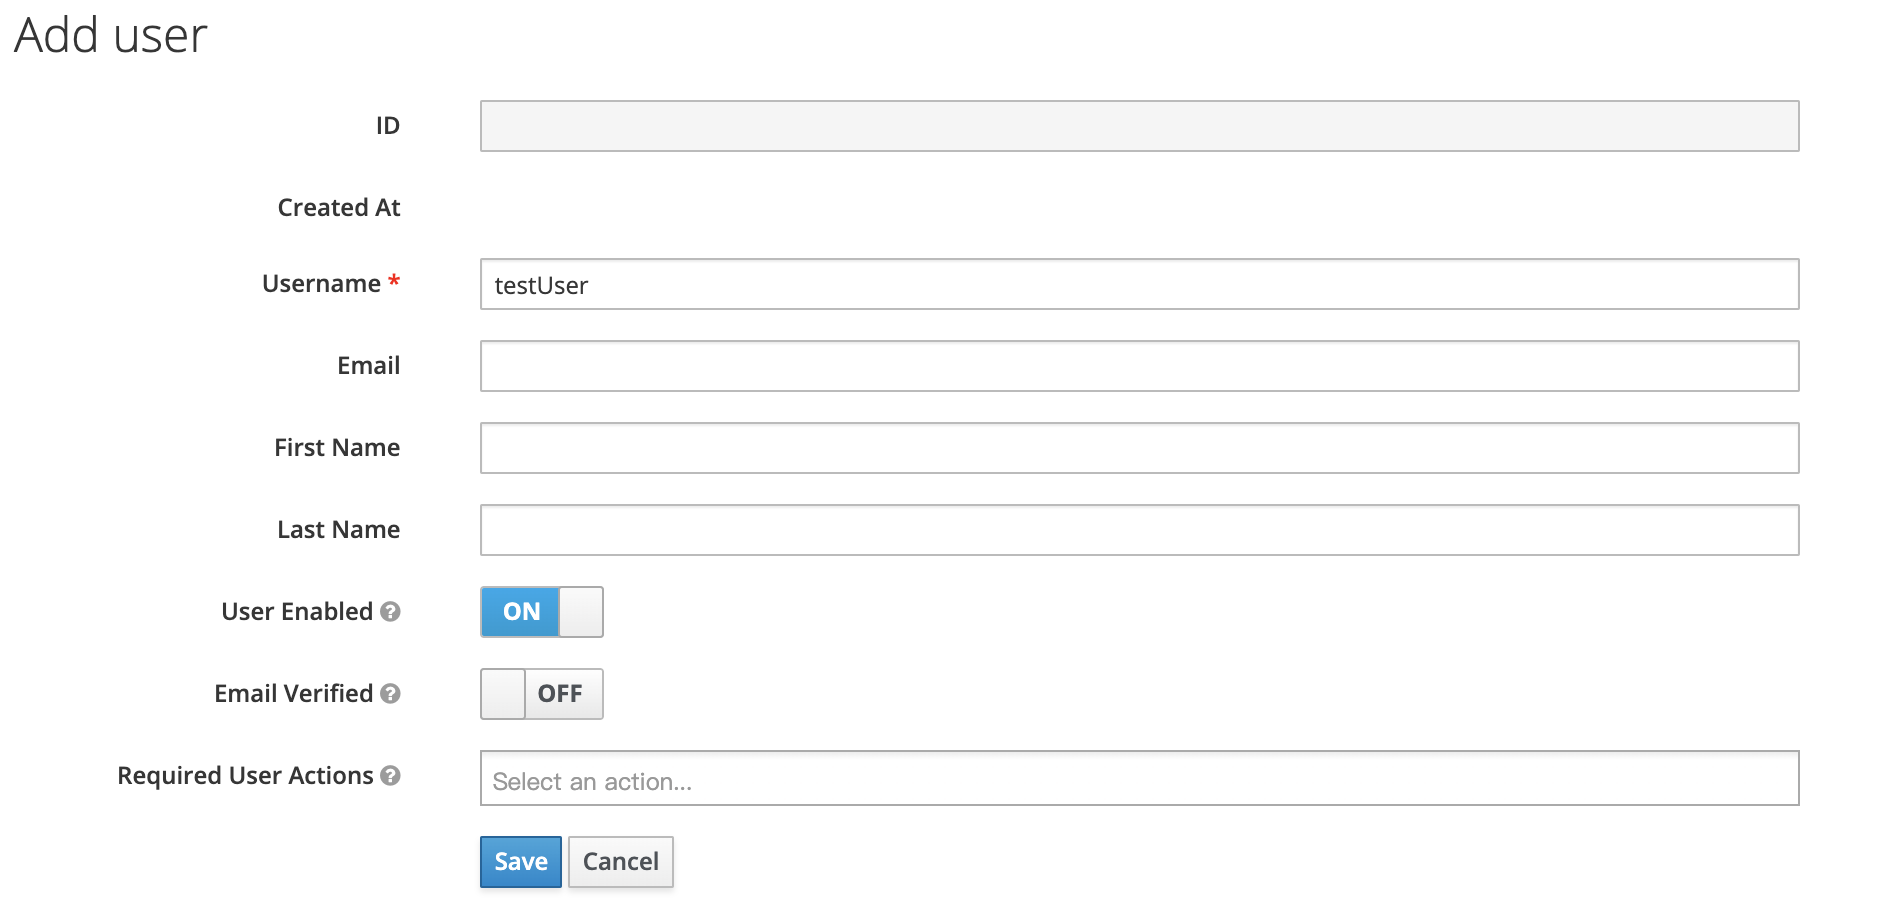 Add user
ID
Created At
Username *
testUser
Email
First Name
Last Name
User Enabled ?
ON
Email Verified ?
OFF
Required User Actions ?
Select an action...
Save Cancel